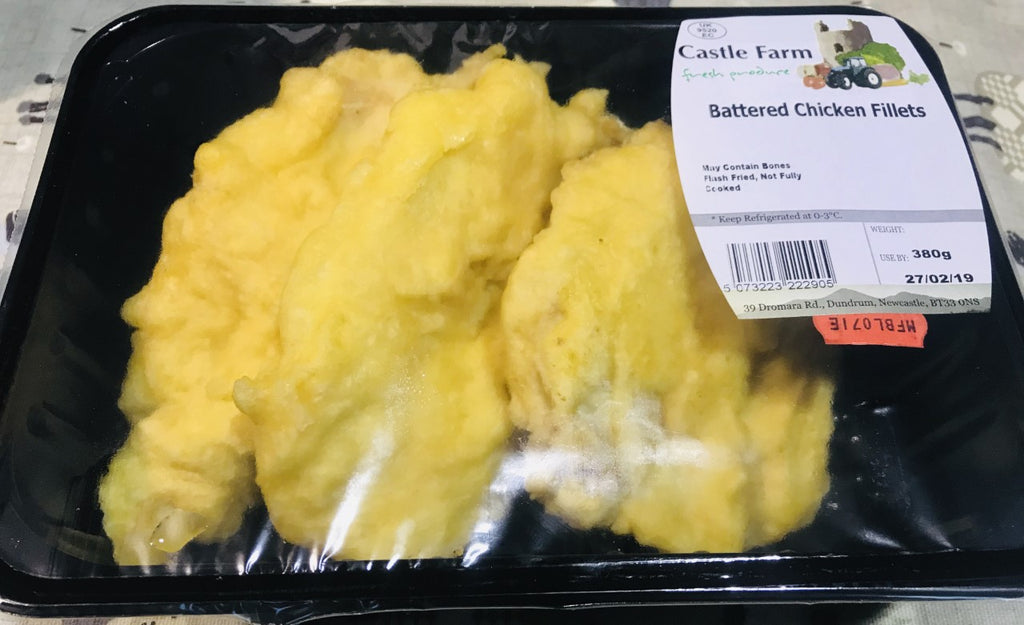 UK
9520
EC
Castle Farm
fresh produce
Battered Chicken Fillets
May Contain Bones
Flash Fried, Not Fully
Cooked
* Keep Refrigerated at 0-3°C.
WEIGHT:
380g
USE BY:
27/02/19
5 073223 222905
39 Dromara Rd., Dundrum, Newcastle, BT33 0NS
MFBL071E